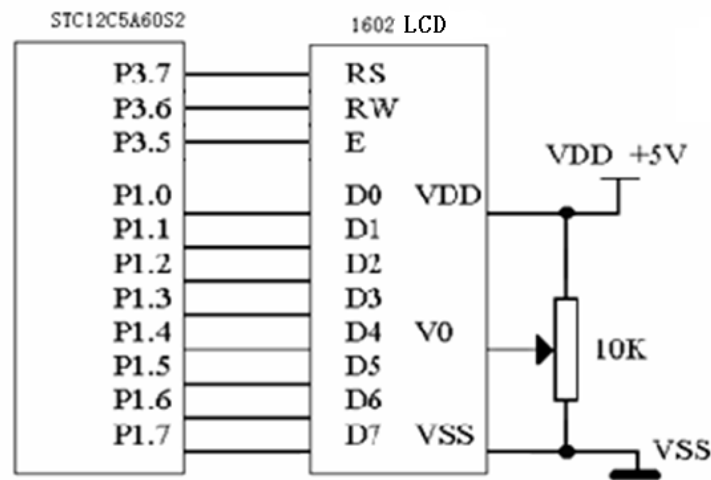 STC12C5A60S2 1602 LCD
P3.7 RS
P3.6 RW
P3.5 E
VDD +5V
P1.0 D0 VDD
P1.1 D1
P1.2 D2
P1.3 D3
P1.4 D4 V0 10K
P1.5 D5
P1.6 D6
P1.7 D7 VSS VSS